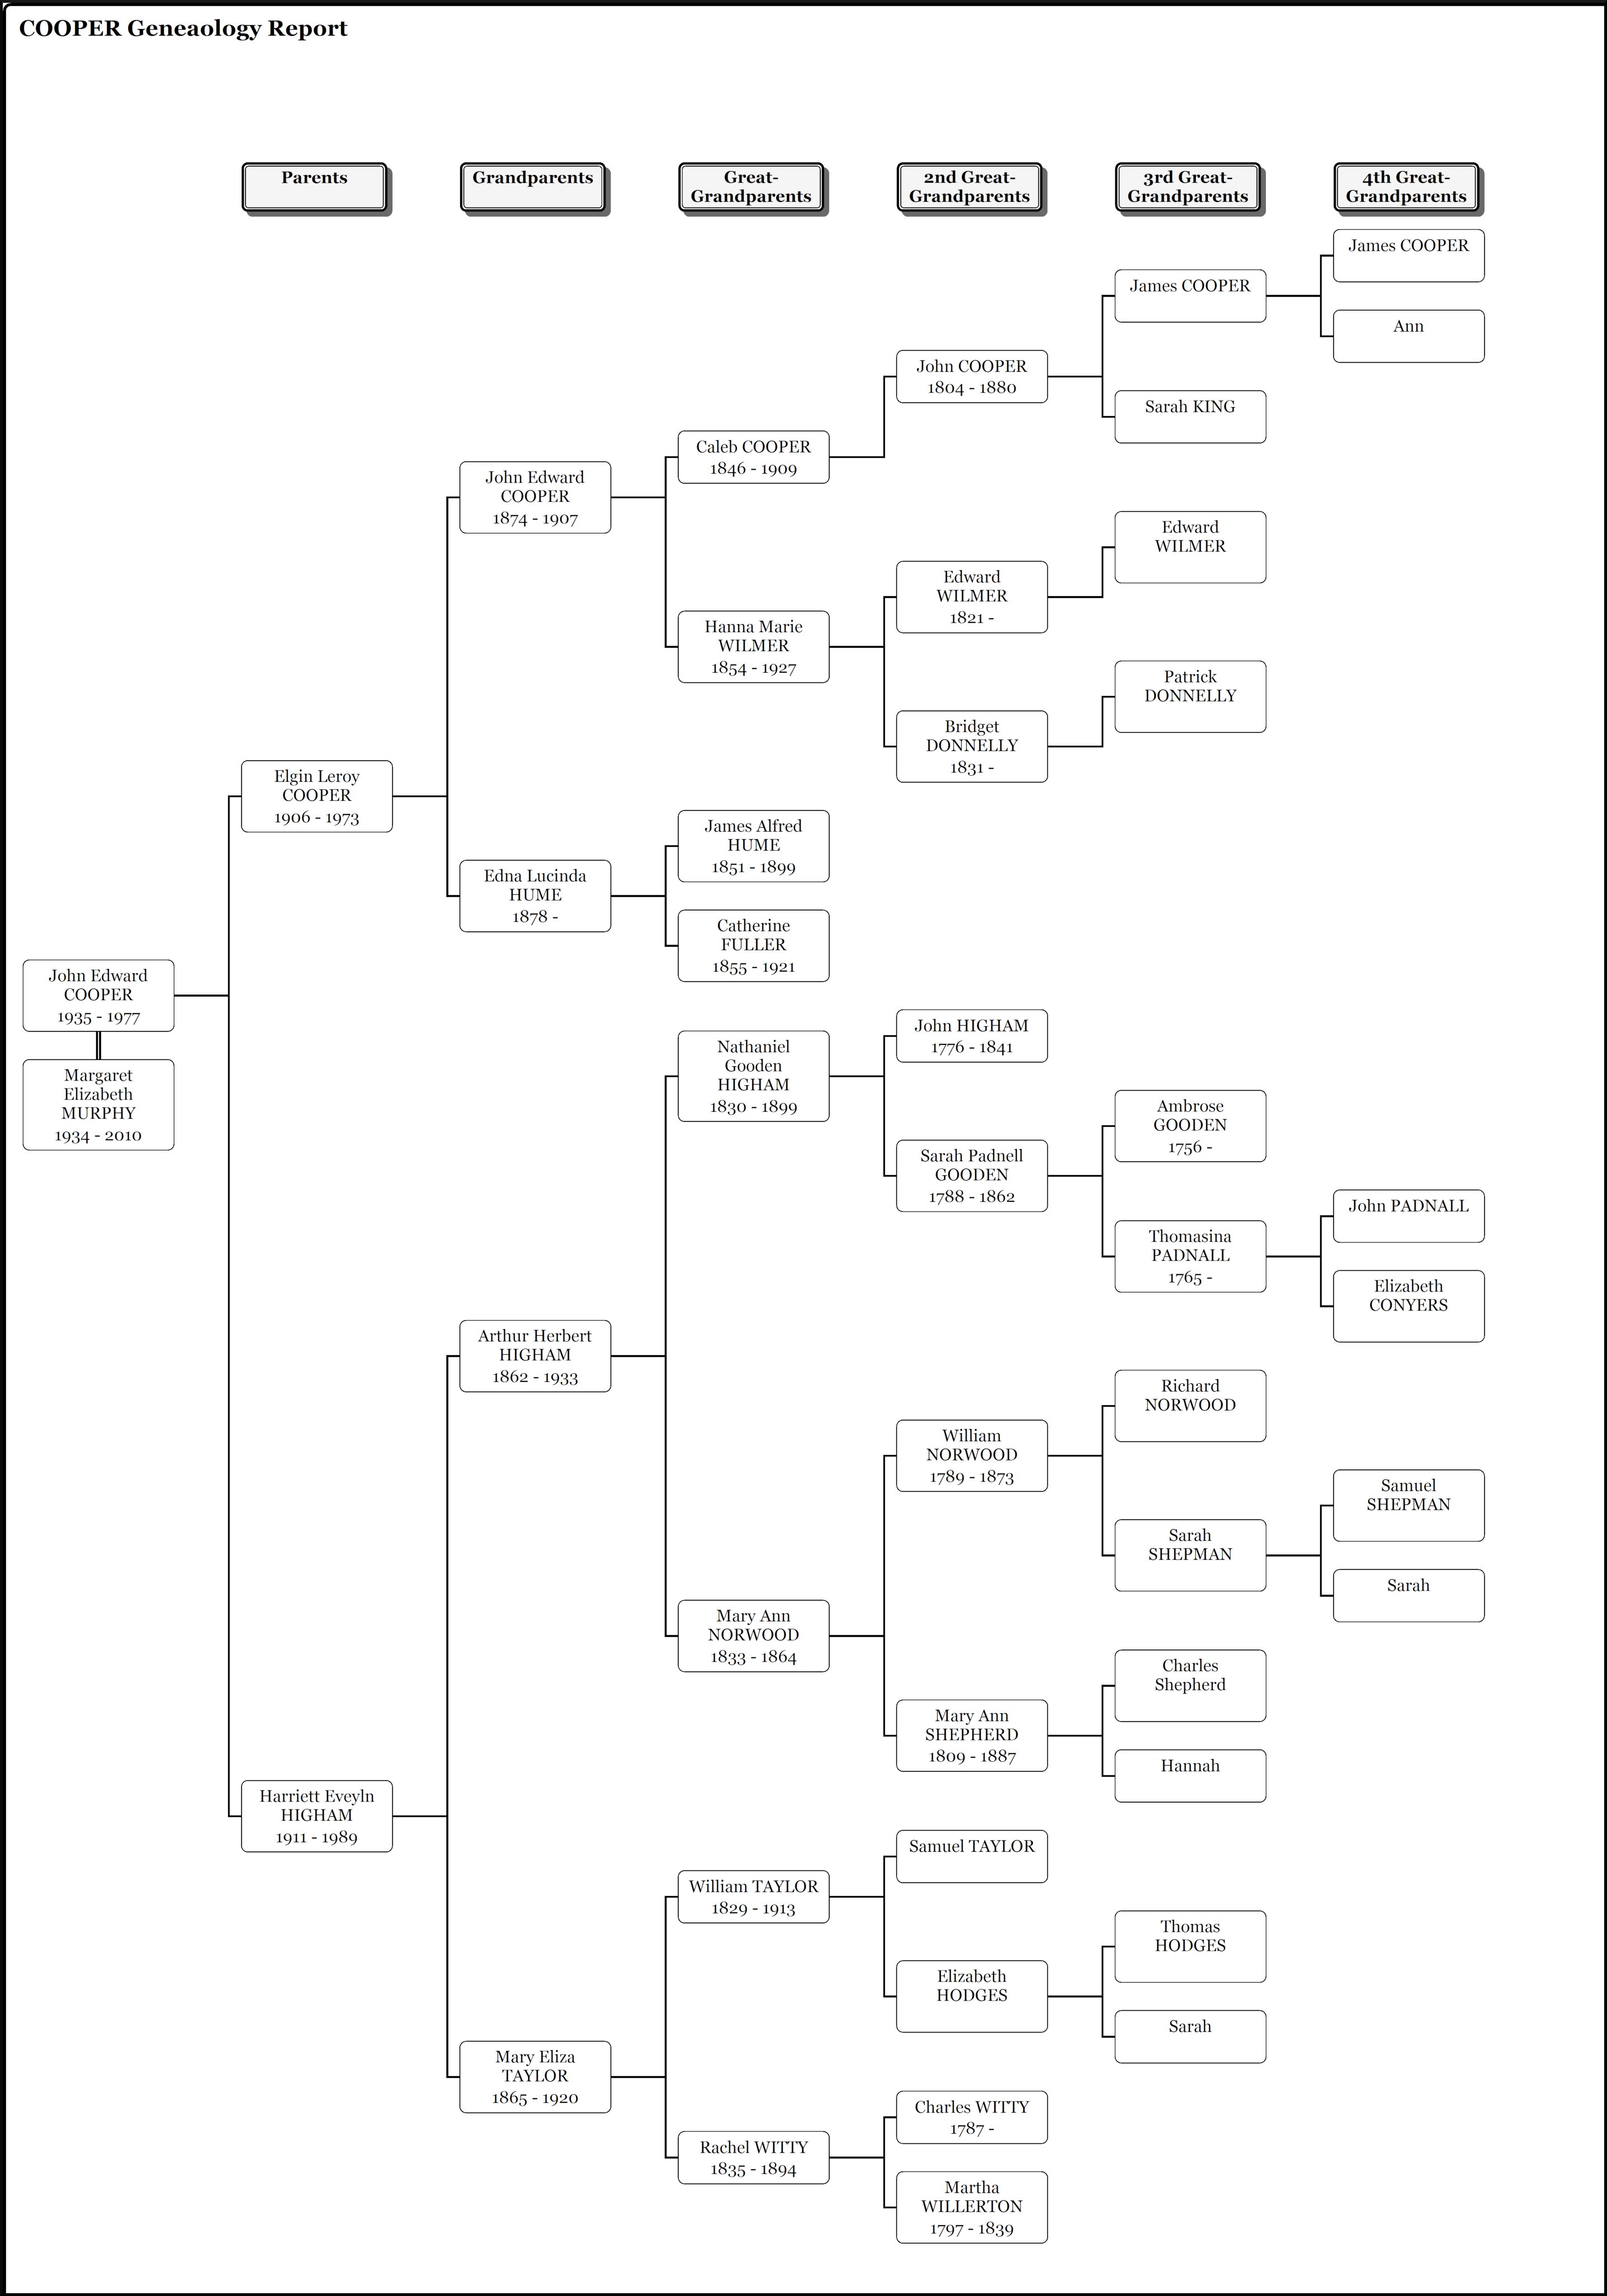 COOPER Geneaology Report
Parents
Grandparents
Great-
Grandparents
2nd Great-
Grandparents
3rd Great-
Grandparents
4th Great-
Grandparents
John Edward
COOPER
1935 - 1977
Margaret
Elizabeth
MURPHY
1934 - 2010
Elgin Leroy
COOPER
1906 - 1973
Harriett Eveyln
HIGHAM
1911 - 1989
John Edward
COOPER
1874 - 1907
Edna Lucinda
HUME
1878 -
Arthur Herbert
HIGHAM
1862 - 1933
Mary Eliza
TAYLOR
1865 - 1920
Caleb COOPER
1846 - 1909
Hanna Marie
WILMER
1854 - 1927
James Alfred
HUME
1851 - 1899
Catherine
FULLER
1855 - 1921
Nathaniel
Gooden
HIGHAM
1830 - 1899
Mary Ann
NORWOOD
1833 - 1864
William TAYLOR
1829 - 1913
Rachel WITTY
1835 - 1894
John COOPER
1804 - 1880
Edward
WILMER
1821 -
Bridget
DONNELLY
1831 -
John HIGHAM
1776 - 1841
Sarah Padnell
GOODEN
1788 - 1862
William
NORWOOD
1789 - 1873
Mary Ann
SHEPHERD
1809 - 1887
Samuel TAYLOR
Elizabeth
HODGES
Charles WITTY
1787 -
Martha
WILLERTON
1797 - 1839
James COOPER
Sarah KING
Edward
WILMER
Patrick
DONNELLY
Ambrose
GOODEN
1756 -
Thomasina
PADNALL
1765 -
Richard
NORWOOD
Sarah
SHEPMAN
Charles
Shepherd
Hannah
Thomas
HODGES
Sarah
James COOPER
Ann
John PADNALL
Elizabeth
CONYERS
Samuel
SHEPMAN
Sarah